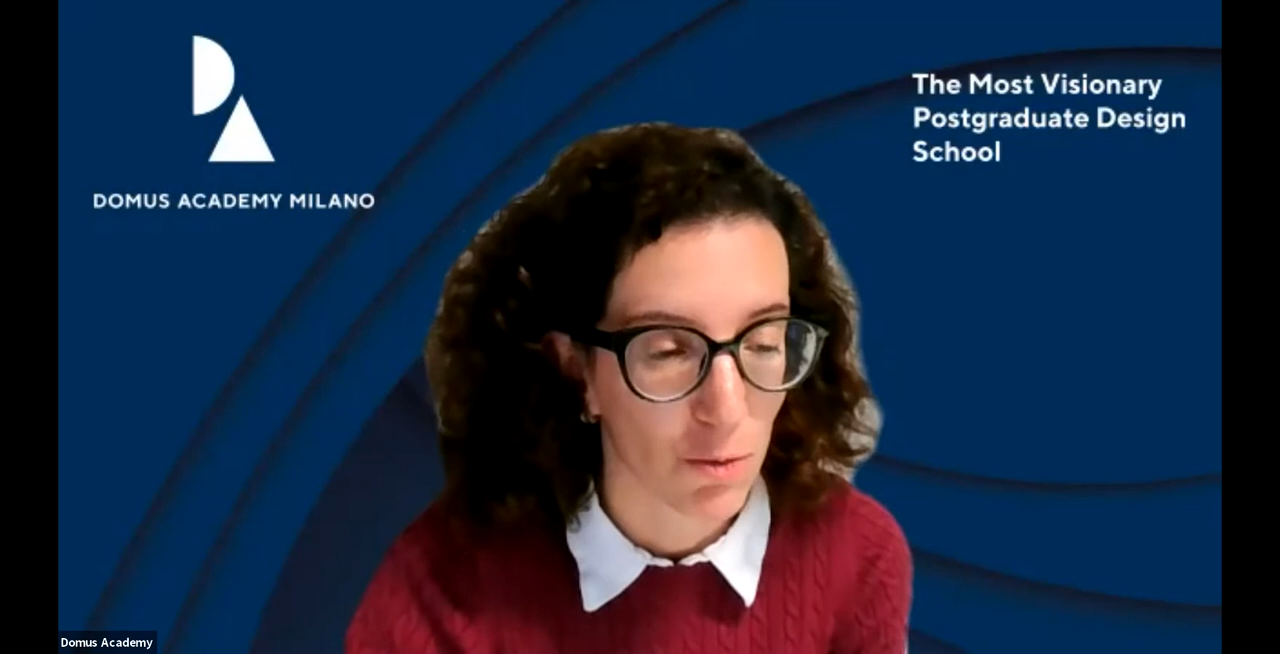 DOMUS ACADEMY MILANO
The Most Visionary
Postgraduate Design
School
Domus Academy